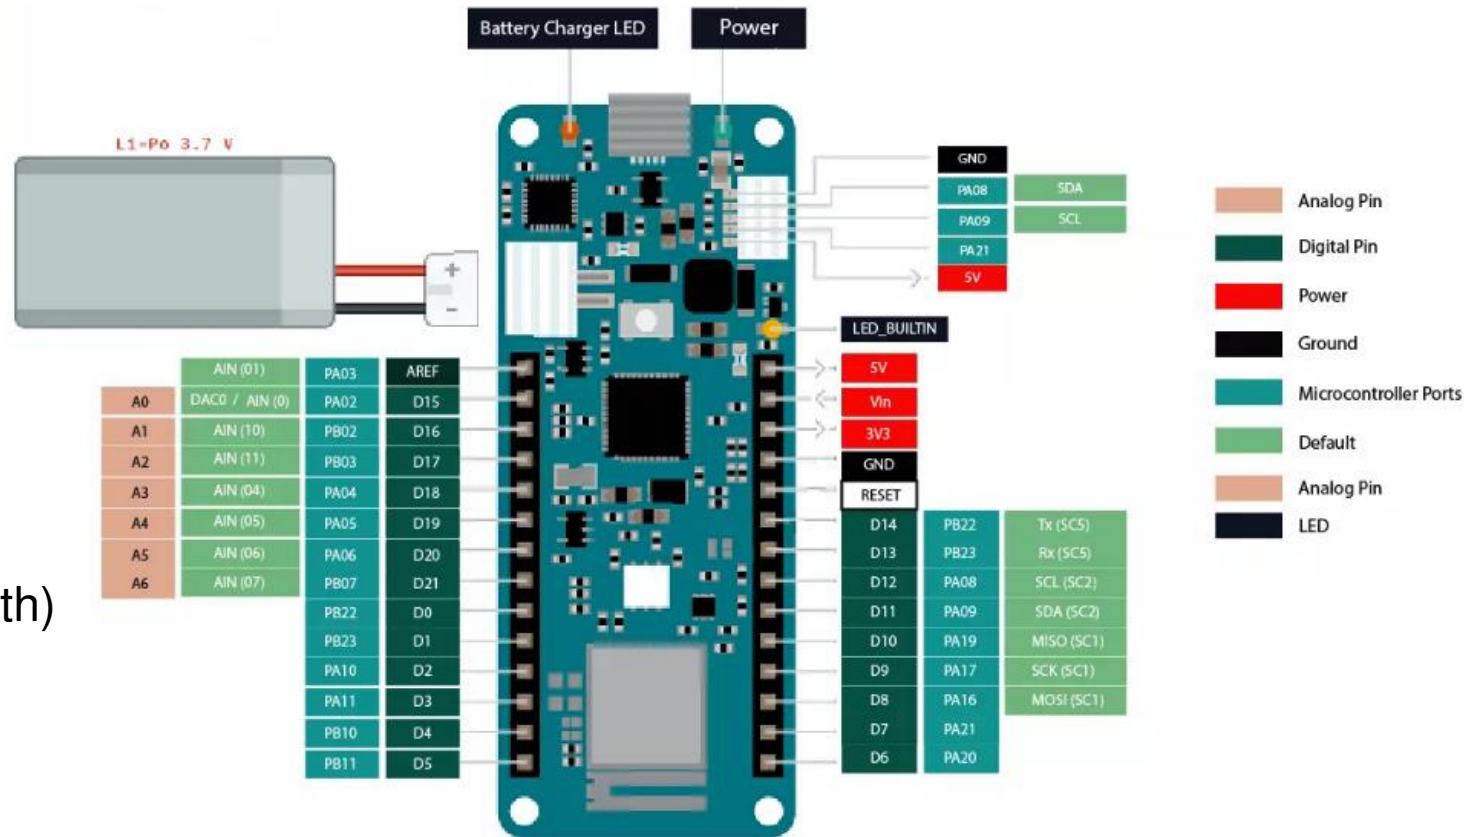 Battery Charger LED
Power
Li-Po 3.7 V
+
-
GND
PA08 SDA
PA09 SCL
PA21
5V
LED_BUILTIN
AIN (01) PA03 AREF
A0 DAC0 / AIN (0) PA02 D15
A1 AIN (10) PB02 D16
A2 AIN (11) PB03 D17
A3 AIN (04) PA04 D18
A4 AIN (05) PA05 D19
A5 AIN (06) PA06 D20
A6 AIN (07) PB07 D21
PB22 D0
PB23 D1
PA10 D2
PA11 D3
PB10 D4
PB11 D5
th)
5V
Vin
3V3
GND
RESET
D14 PB22 Tx (SC5)
D13 PB23 Rx (SC5)
D12 PA08 SCL (SC2)
D11 PA09 SDA (SC2)
D10 PA19 MISO (SC1)
D9 PA17 SCK (SC1)
D8 PA16 MOSI (SC1)
D7 PA21
D6 PA20
Analog Pin
Digital Pin
Power
Ground
Microcontroller Ports
Default
Analog Pin
LED